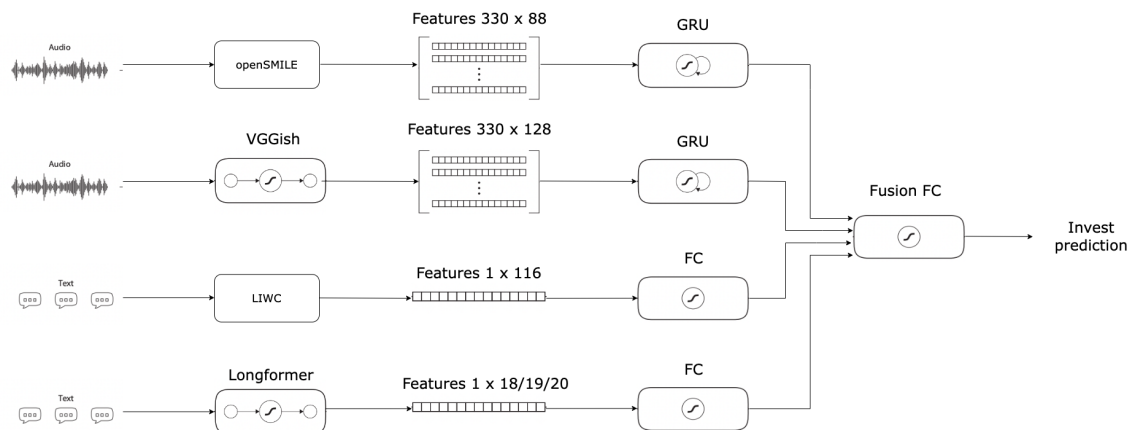 Audio
openSMILE
Features 330 x 88
GRU
Audio
VGGish
Features 330 x 128
GRU
Fusion FC
Invest
prediction
Text
LIWC
Features 1 x 116
FC
Text
Longformer
Features 1 x 18/19/20
FC